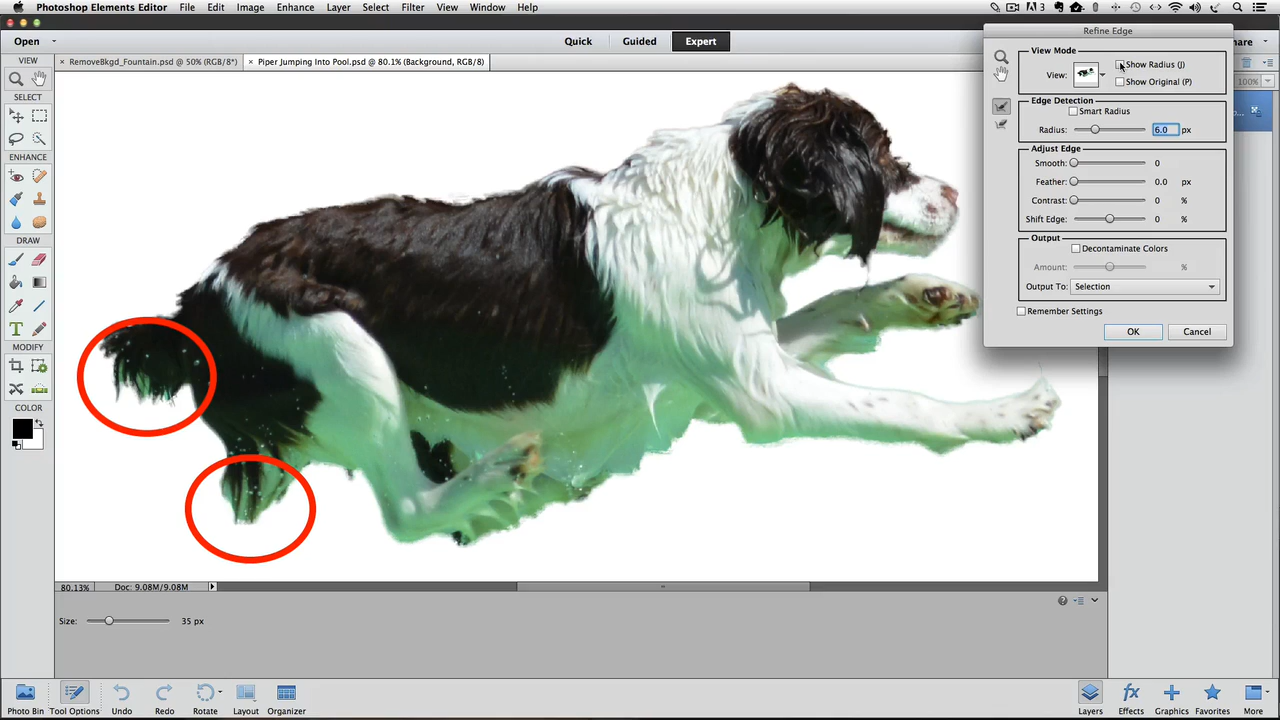 Photoshop Elements Editor File Edit Image Enhance Layer Select Filter View Window Help
3
Open Quick Guided Expert
× RemoveBkgd_Fountain.psd @ 50% (RGB/8*) × Piper Jumping Into Pool.psd @ 80.1% (Background, RGB/8)
VIEW
SELECT
ENHANCE
DRAW
MODIFY
COLOR
Refine Edge
View Mode
View:
Show Radius (J)
Show Original (P)
Edge Detection
Smart Radius
Radius: 6.0 px
Adjust Edge
Smooth: 0
Feather: 0.0 px
Contrast: 0 %
Shift Edge: 0 %
Output
Decontaminate Colors
Amount: %
Output To: Selection
Remember Settings
OK Cancel
100%
80.13% Doc: 9.08M/9.08M
Size: 35 px
Photo Bin Tool Options Undo Redo Rotate Layout Organizer Layers Effects Graphics Favorites More